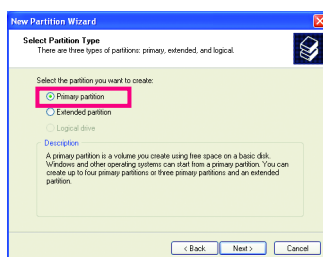 New Partition Wizard
Select Partition Type
There are three types of partitions: primary, extended, and logical.
Select the partition you want to create:
Primary partition
Extended partition
Logical drive
Description
A primary partition is a volume you create using free space on a basic disk.
Windows and other operating systems can start from a primary partition. You can
create up to four primary partitions or three primary partitions and an extended
partition.
< Back
Next >
Cancel